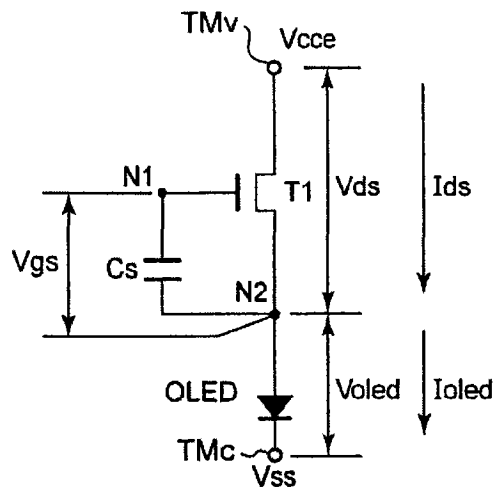 TMv
Vcce
N1
T1
Vds
Ids
Vgs
Cs
N2
OLED
Voled
Ioled
TMc
Vss